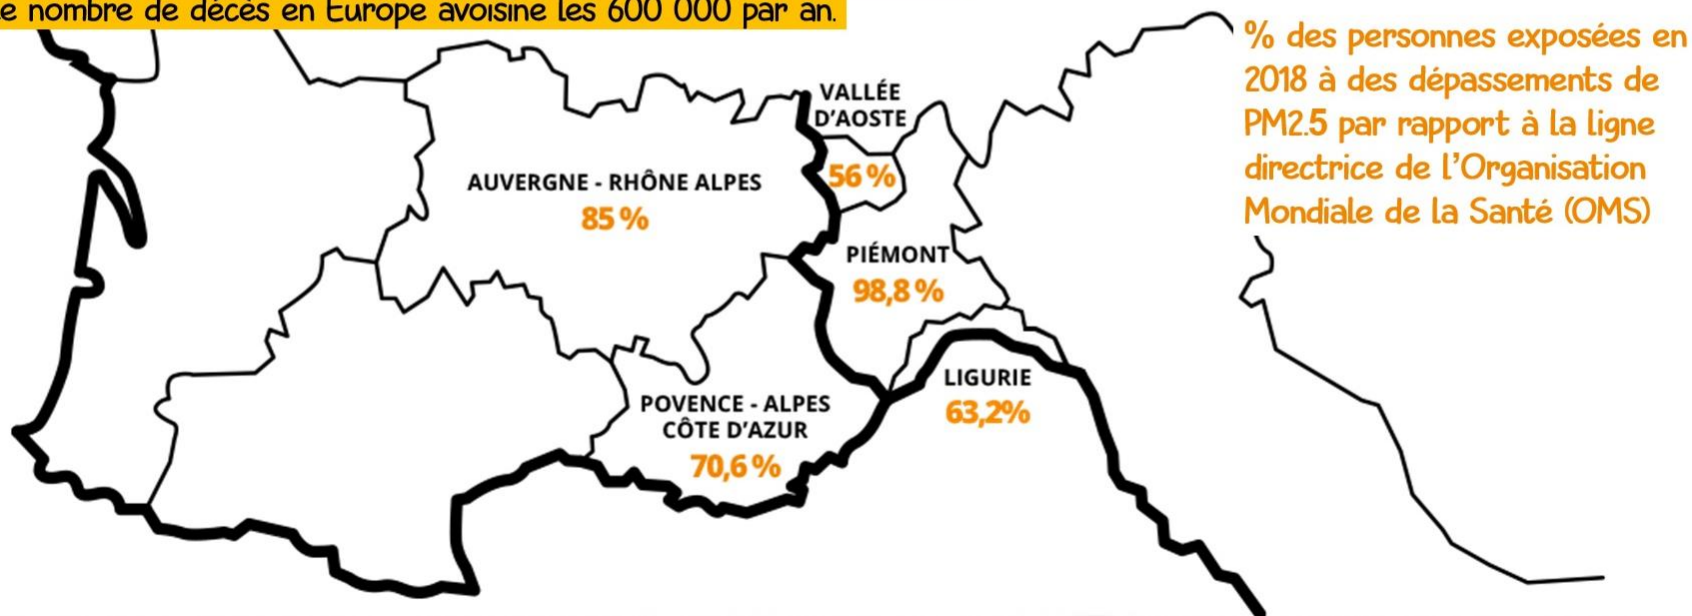 le nombre de décès en Europe avoisine les 600 000 par an.
% des personnes exposées en
2018 à des dépassements de
PM2.5 par rapport à la ligne
directrice de l'Organisation
Mondiale de la Santé (OMS)
VALLÉE
D'AOSTE
56 %
AUVERGNE - RHÔNE ALPES
85 %
PIÉMONT
98,8 %
LIGURIE
63,2%
POVENCE - ALPES
CÔTE D'AZUR
70,6 %